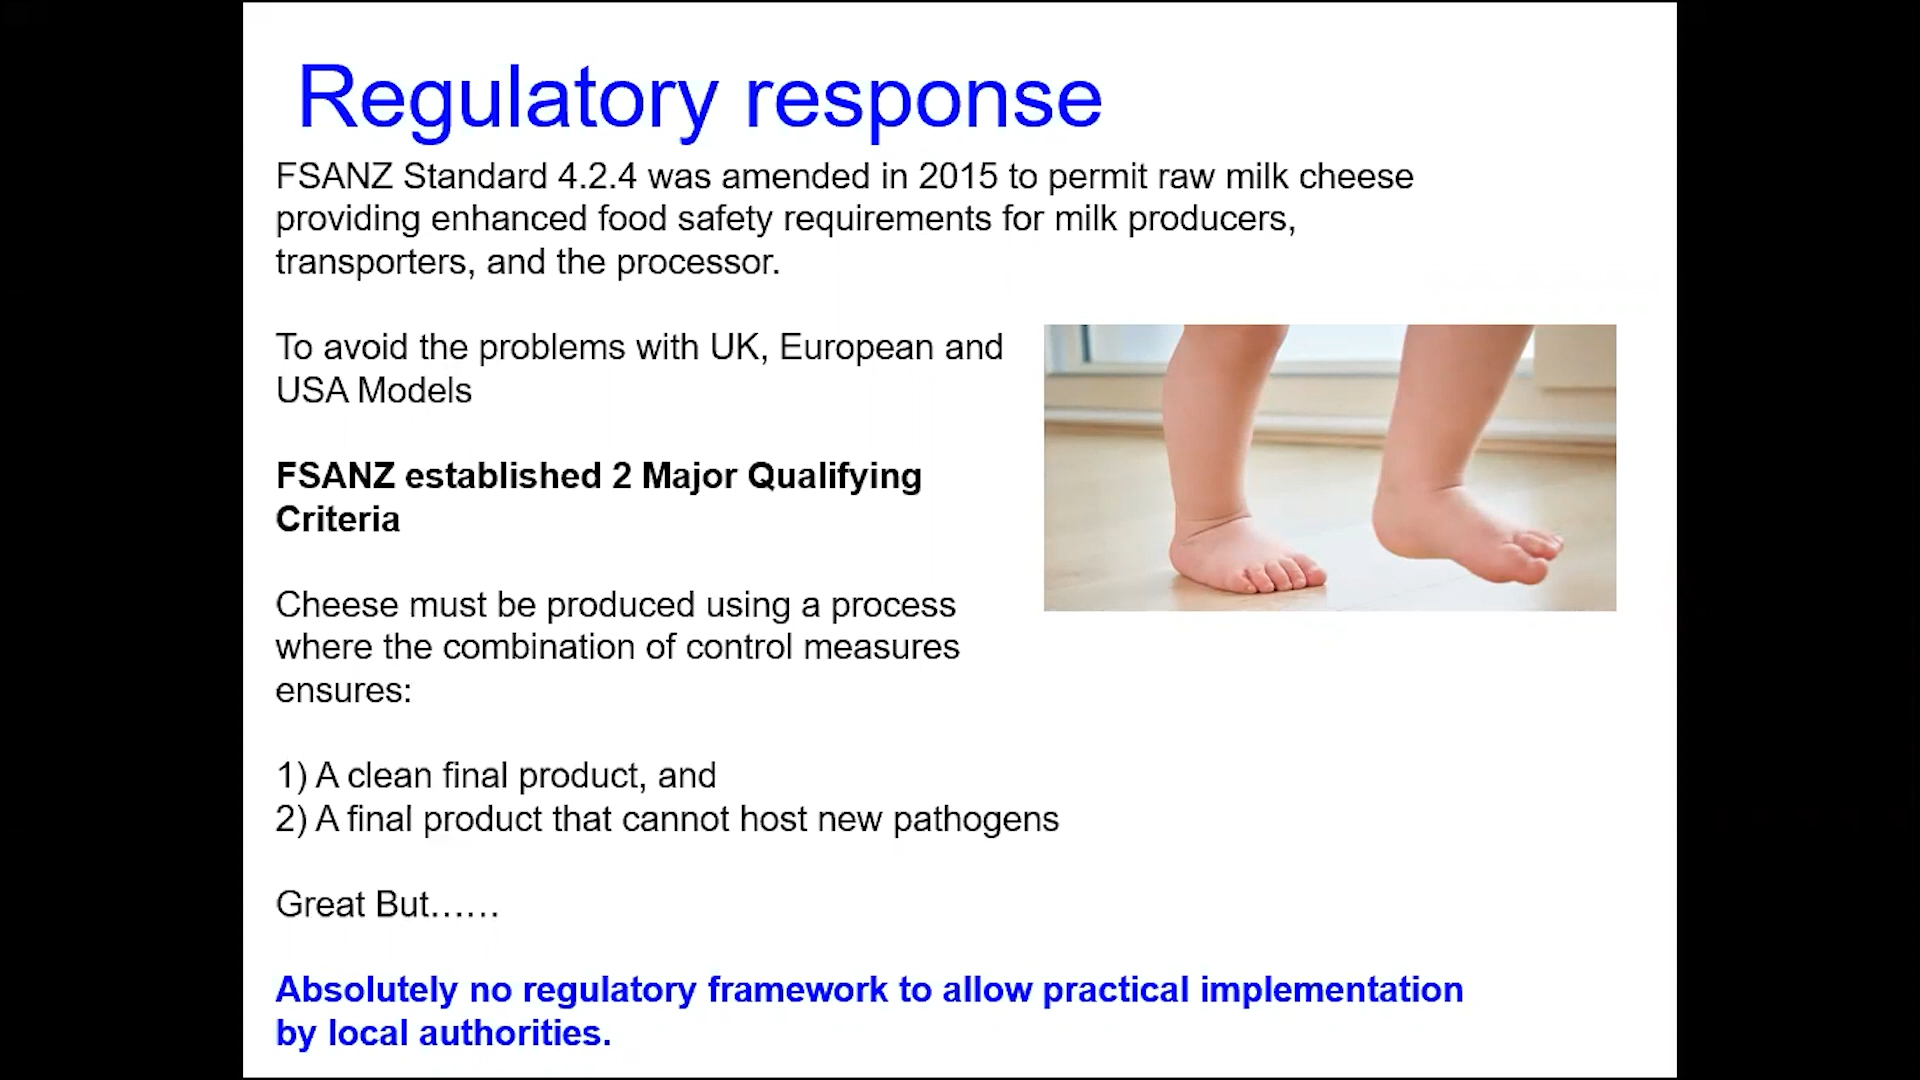 Regulatory response
FSANZ Standard 4.2.4 was amended in 2015 to permit raw milk cheese
providing enhanced food safety requirements for milk producers,
transporters, and the processor.
To avoid the problems with UK, European and
USA Models
FSANZ established 2 Major Qualifying
Criteria
Cheese must be produced using a process
where the combination of control measures
ensures:
1) A clean final product, and
2) A final product that cannot host new pathogens
Great But……
Absolutely no regulatory framework to allow practical implementation
by local authorities.